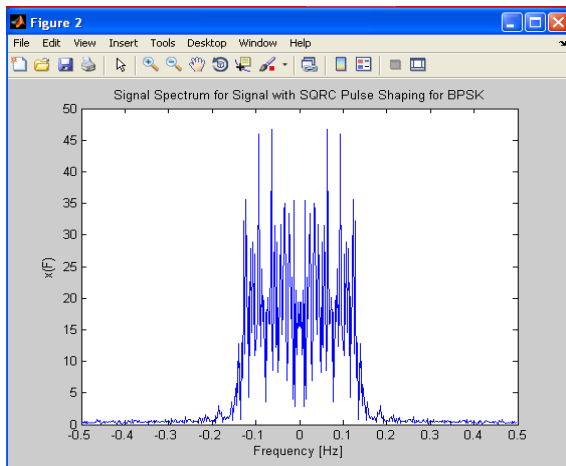 Figure 2
File Edit View Insert Tools Desktop Window Help
Signal Spectrum for Signal with SQRC Pulse Shaping for BPSK
50
45
40
35
30
25
20
15
10
5
0
x(F)
-0.5 -0.4 -0.3 -0.2 -0.1 0 0.1 0.2 0.3 0.4 0.5
Frequency [Hz]